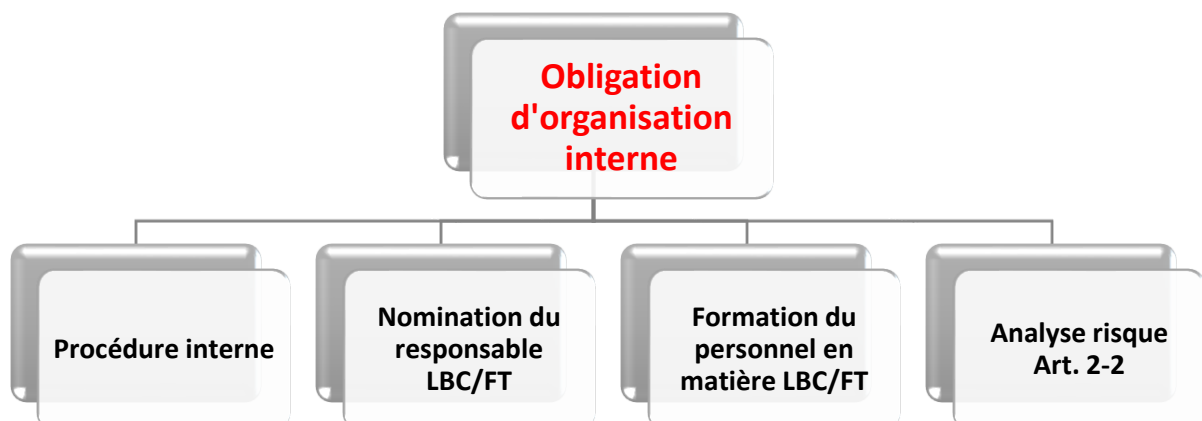 Obligation
d'organisation
interne
Procédure interne
Nomination du
responsable
LBC/FT
Formation du
personnel en
matière LBC/FT
Analyse risque
Art. 2-2